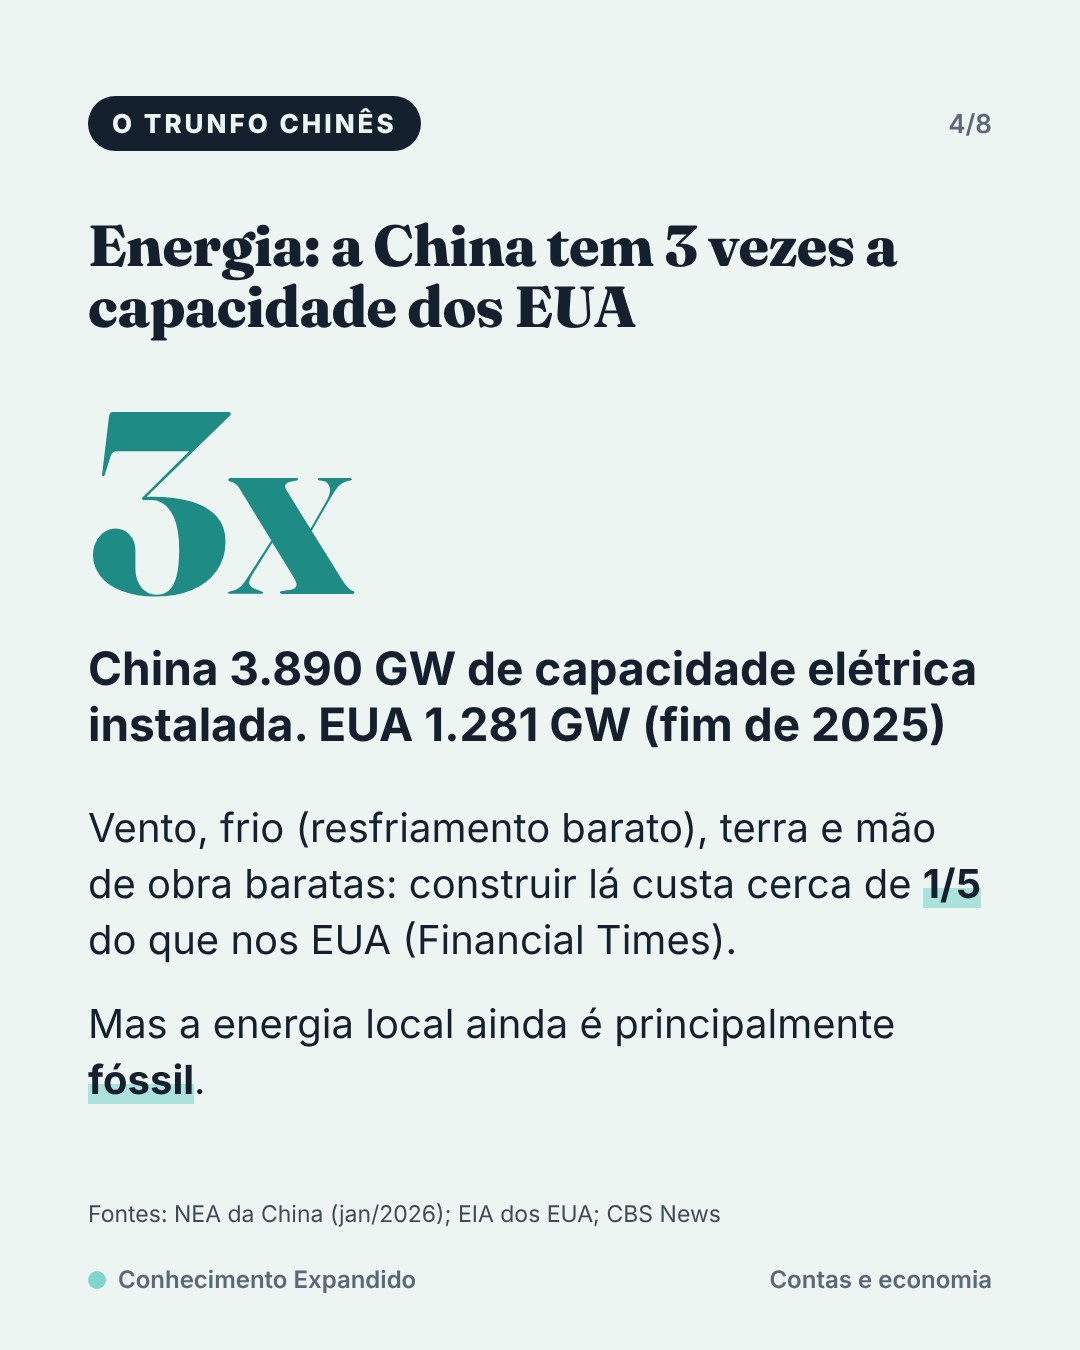 O TRUNFO CHINÊS
4/8
Energia: a China tem 3 vezes a
capacidade dos EUA
3x
China 3.890 GW de capacidade elétrica
instalada. EUA 1.281 GW (fim de 2025)
Vento, frio (resfriamento barato), terra e mão
de obra baratas: construir lá custa cerca de 1/5
do que nos EUA (Financial Times).
Mas a energia local ainda é principalmente
fóssil.
Fontes: NEA da China (jan/2026); EIA dos EUA; CBS News
Conhecimento Expandido
Contas e economia